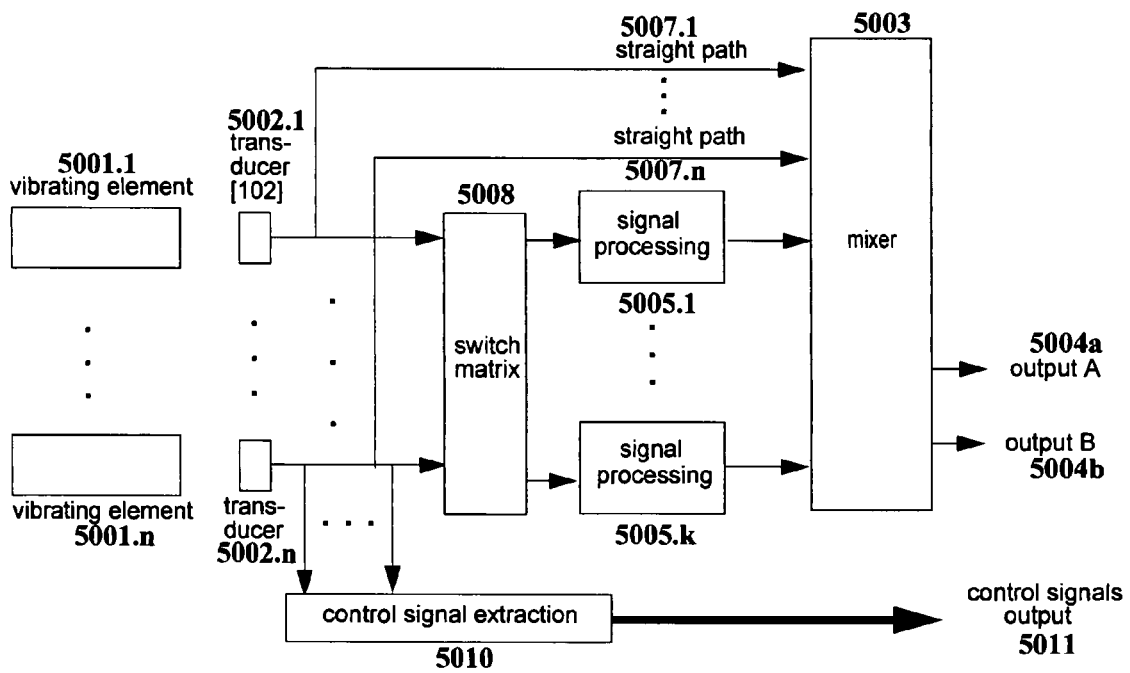 5007.1
straight path
5003
5002.1
trans-
ducer
[102]
straight path
5007.n
5001.1
vibrating element
5008
signal
processing
5005.1
mixer
switch
matrix
5004a
output A
signal
processing
5005.k
output B
5004b
vibrating element
5001.n
trans-
ducer
5002.n
control signal extraction
5010
control signals
output
5011